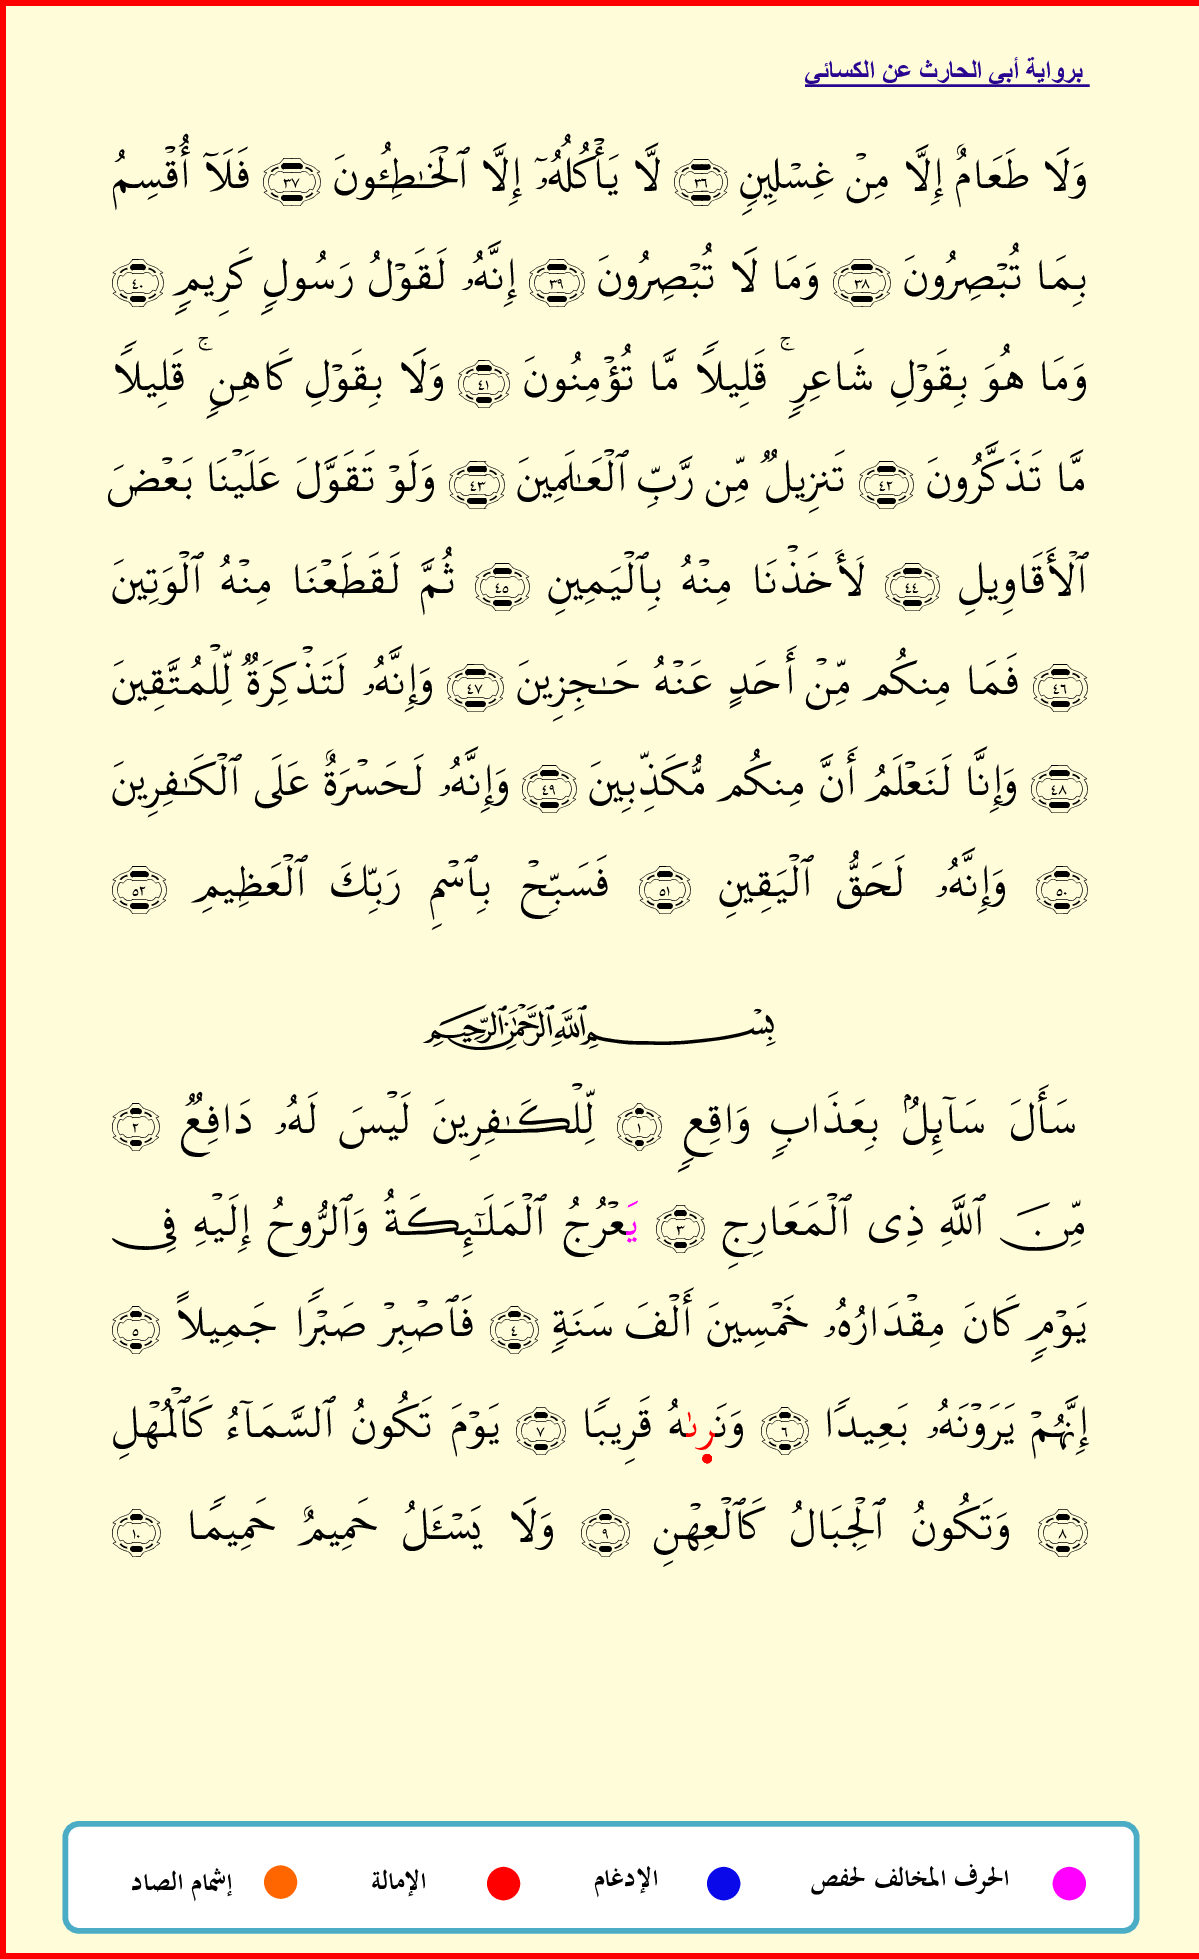 برواية أبي الحارث عن الكسائي
وَلَا طَعَامٌ إِلَّا مِنْ غِسْلِينٍ ٣٦ لَّا يَأْكُلُهُۥٓ إِلَّا ٱلْخَـٰطِـُٔونَ ٣٧ فَلَآ أُقْسِمُ
بِمَا تُبْصِرُونَ ٣٨ وَمَا لَا تُبْصِرُونَ ٣٩ إِنَّهُۥ لَقَوْلُ رَسُولٍ كَرِيمٍ ٤٠
وَمَا هُوَ بِقَوْلِ شَاعِرٍ ۚ قَلِيلاً مَّا تُؤْمِنُونَ ٤١ وَلَا بِقَوْلِ كَاهِنٍ ۚ قَلِيلاً
مَّا تَذَكَّرُونَ ٤٢ تَنزِيلٌ مِّن رَّبِّ ٱلْعَـٰلَمِينَ ٤٣ وَلَوْ تَقَوَّلَ عَلَيْنَا بَعْضَ
ٱلْأَقَاوِيلِ ٤٤ لَأَخَذْنَا مِنْهُ بِٱلْيَمِينِ ٤٥ ثُمَّ لَقَطَعْنَا مِنْهُ ٱلْوَتِينَ
٤٦ فَمَا مِنكُم مِّنْ أَحَدٍ عَنْهُ حَـٰجِزِينَ ٤٧ وَإِنَّهُۥ لَتَذْكِرَةٌ لِّلْمُتَّقِينَ
٤٨ وَإِنَّا لَنَعْلَمُ أَنَّ مِنكُم مُّكَذِّبِينَ ٤٩ وَإِنَّهُۥ لَحَسْرَةٌ عَلَى ٱلْكَـٰفِرِينَ
٥٠ وَإِنَّهُۥ لَحَقُّ ٱلْيَقِينِ ٥١ فَسَبِّحْ بِٱسْمِ رَبِّكَ ٱلْعَظِيمِ ٥٢
بِسْمِ ٱللَّهِ ٱلرَّحْمَـٰنِ ٱلرَّحِيمِ
سَأَلَ سَآئِلٌ بِعَذَابٍ وَاقِعٍ ١ لِّلْكَـٰفِرِينَ لَيْسَ لَهُۥ دَافِعٌ ٢
مِّنَ ٱللَّهِ ذِى ٱلْمَعَارِجِ ٣ يَعْرُجُ ٱلْمَلَـٰٓئِكَةُ وَٱلرُّوحُ إِلَيْهِ فِى
يَوْمٍ كَانَ مِقْدَارُهُۥ خَمْسِينَ أَلْفَ سَنَةٍ ٤ فَٱصْبِرْ صَبْرًا جَمِيلاً ٥
إِنَّهُمْ يَرَوْنَهُۥ بَعِيدًا ٦ وَنَرِىٰهُ قَرِيبًا ٧ يَوْمَ تَكُونُ ٱلسَّمَآءُ كَٱلْمُهْلِ
٨ وَتَكُونُ ٱلْجِبَالُ كَٱلْعِهْنِ ٩ وَلَا يَسْـَٔلُ حَمِيمٌ حَمِيمًا ١٠
الحرف المخالف لحفص الإدغام الإمالة إشمام الصاد